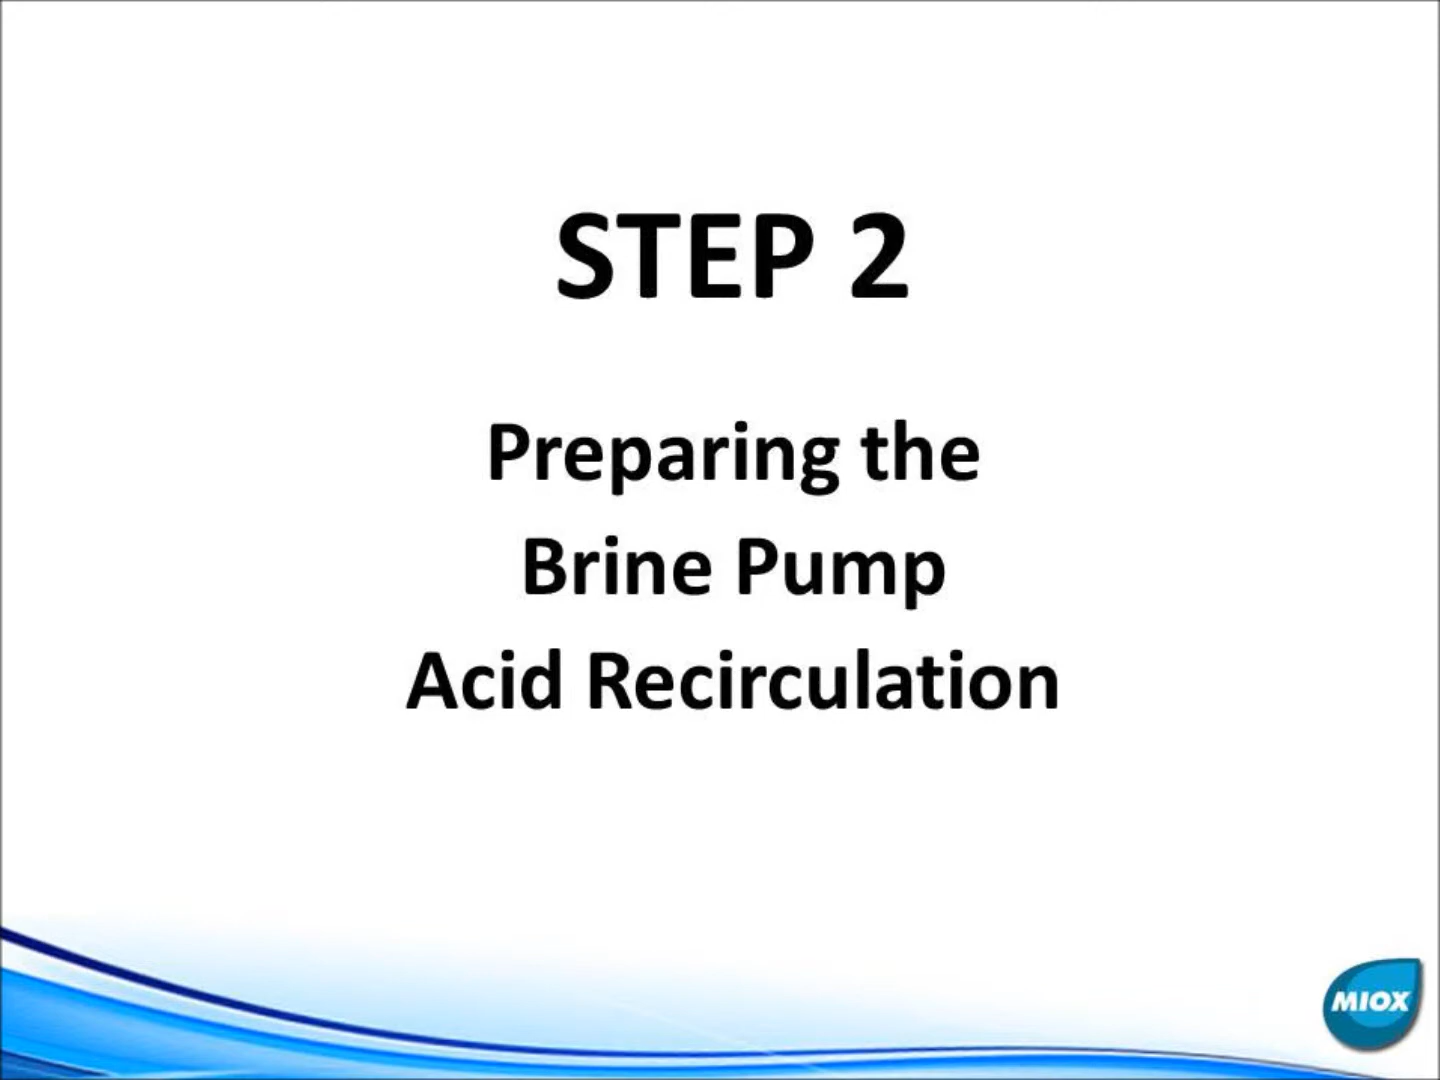 STEP 2
Preparing the
Brine Pump
Acid Recirculation
MIOX